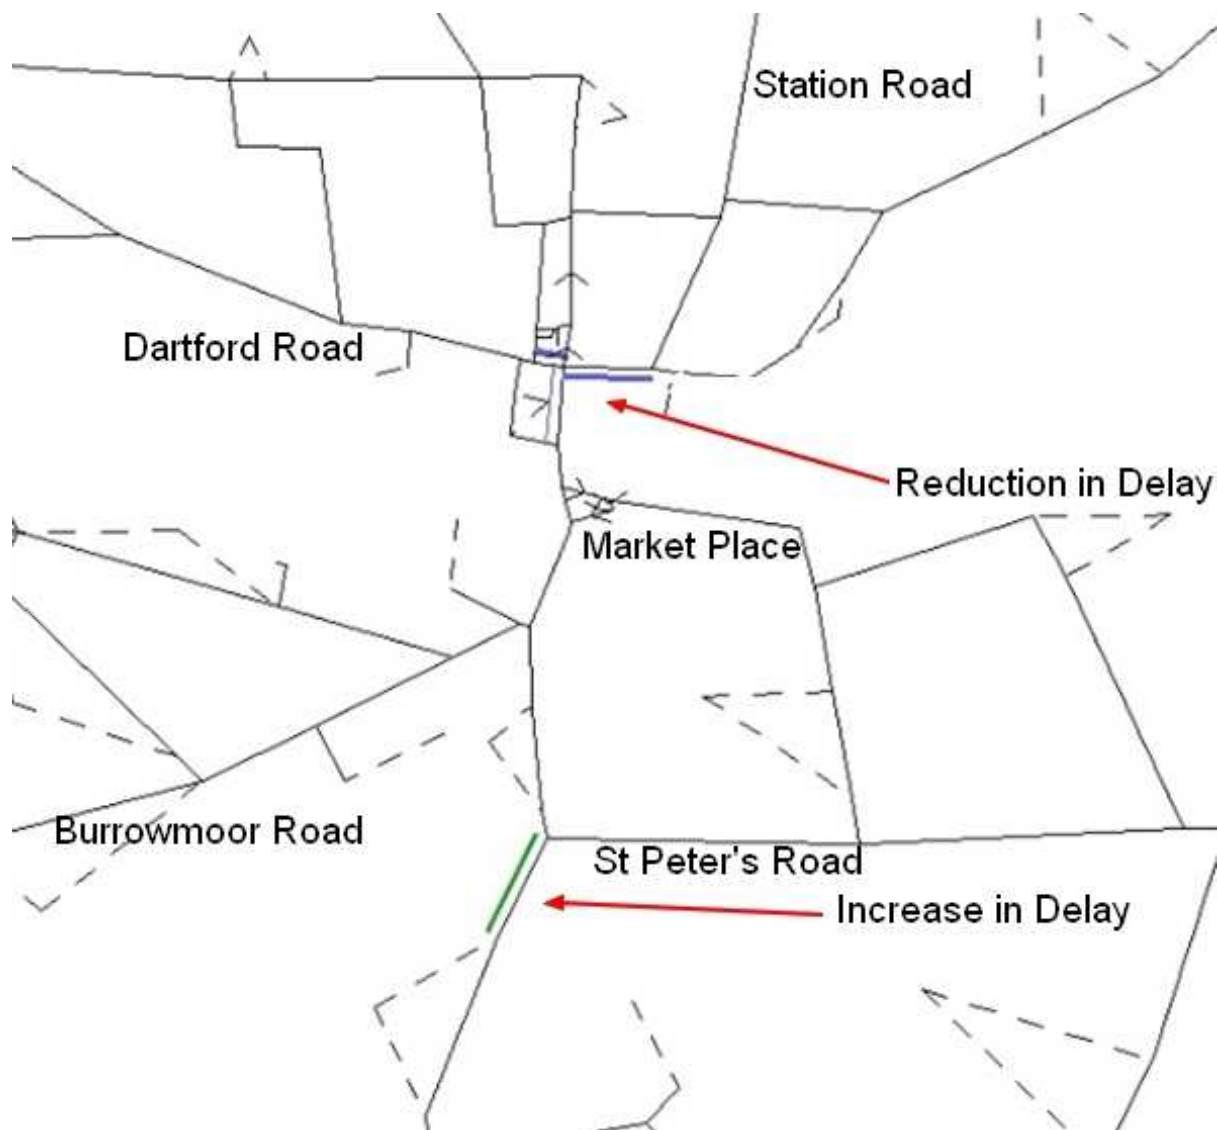 Station Road
Dartford Road
Reduction in Delay
Market Place
Burrowmoor Road
St Peter's Road
Increase in Delay